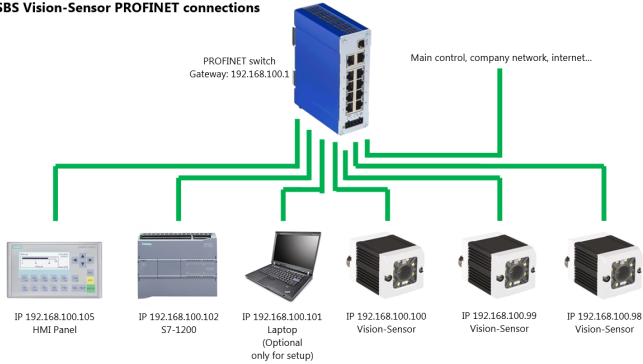 SBS Vision-Sensor PROFINET connections
PROFINET switch
Gateway: 192.168.100.1
Main control, company network, internet...
IP 192.168.100.105
HMI Panel
IP 192.168.100.102
S7-1200
IP 192.168.100.101
Laptop
(Optional
only for setup)
IP 192.168.100.100
Vision-Sensor
IP 192.168.100.99
Vision-Sensor
IP 192.168.100.98
Vision-Sensor